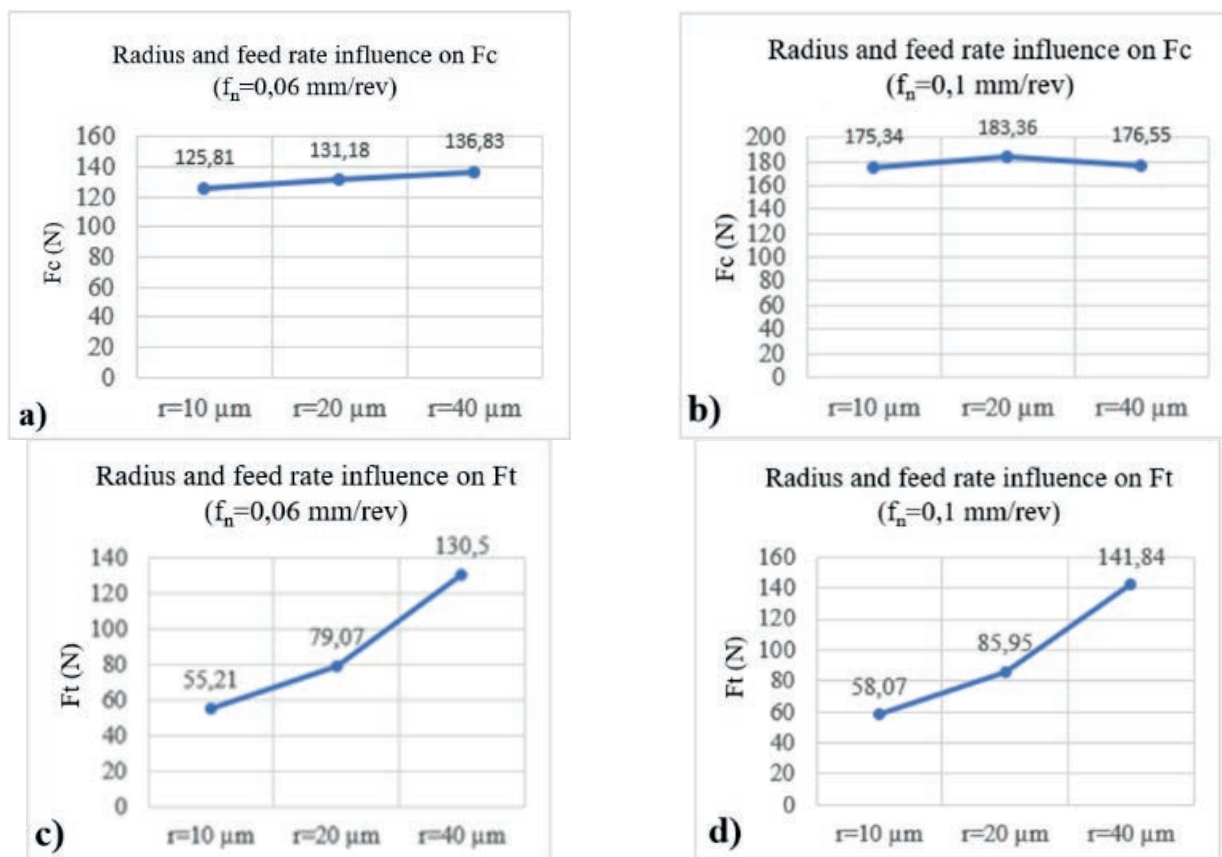 Radius and feed rate influence on Fc
(fₙ=0,06 mm/rev)
160
140
120
100
80
60
40
20
0
Fc (N)
125,81
131,18
136,83
r=10 µm
r=20 µm
r=40 µm
a)
Radius and feed rate influence on Fc
(fₙ=0,1 mm/rev)
200
180
160
140
120
100
80
60
40
20
0
Fc (N)
175,34
183,36
176,55
r=10 µm
r=20 µm
r=40 µm
b)
Radius and feed rate influence on Ft
(fₙ=0,06 mm/rev)
140
120
100
80
60
40
20
0
Ft (N)
55,21
79,07
130,5
r=10 µm
r=20 µm
r=40 µm
c)
Radius and feed rate influence on Ft
(fₙ=0,1 mm/rev)
160
140
120
100
80
60
40
20
0
Ft (N)
58,07
85,95
141,84
r=10 µm
r=20 µm
r=40 µm
d)